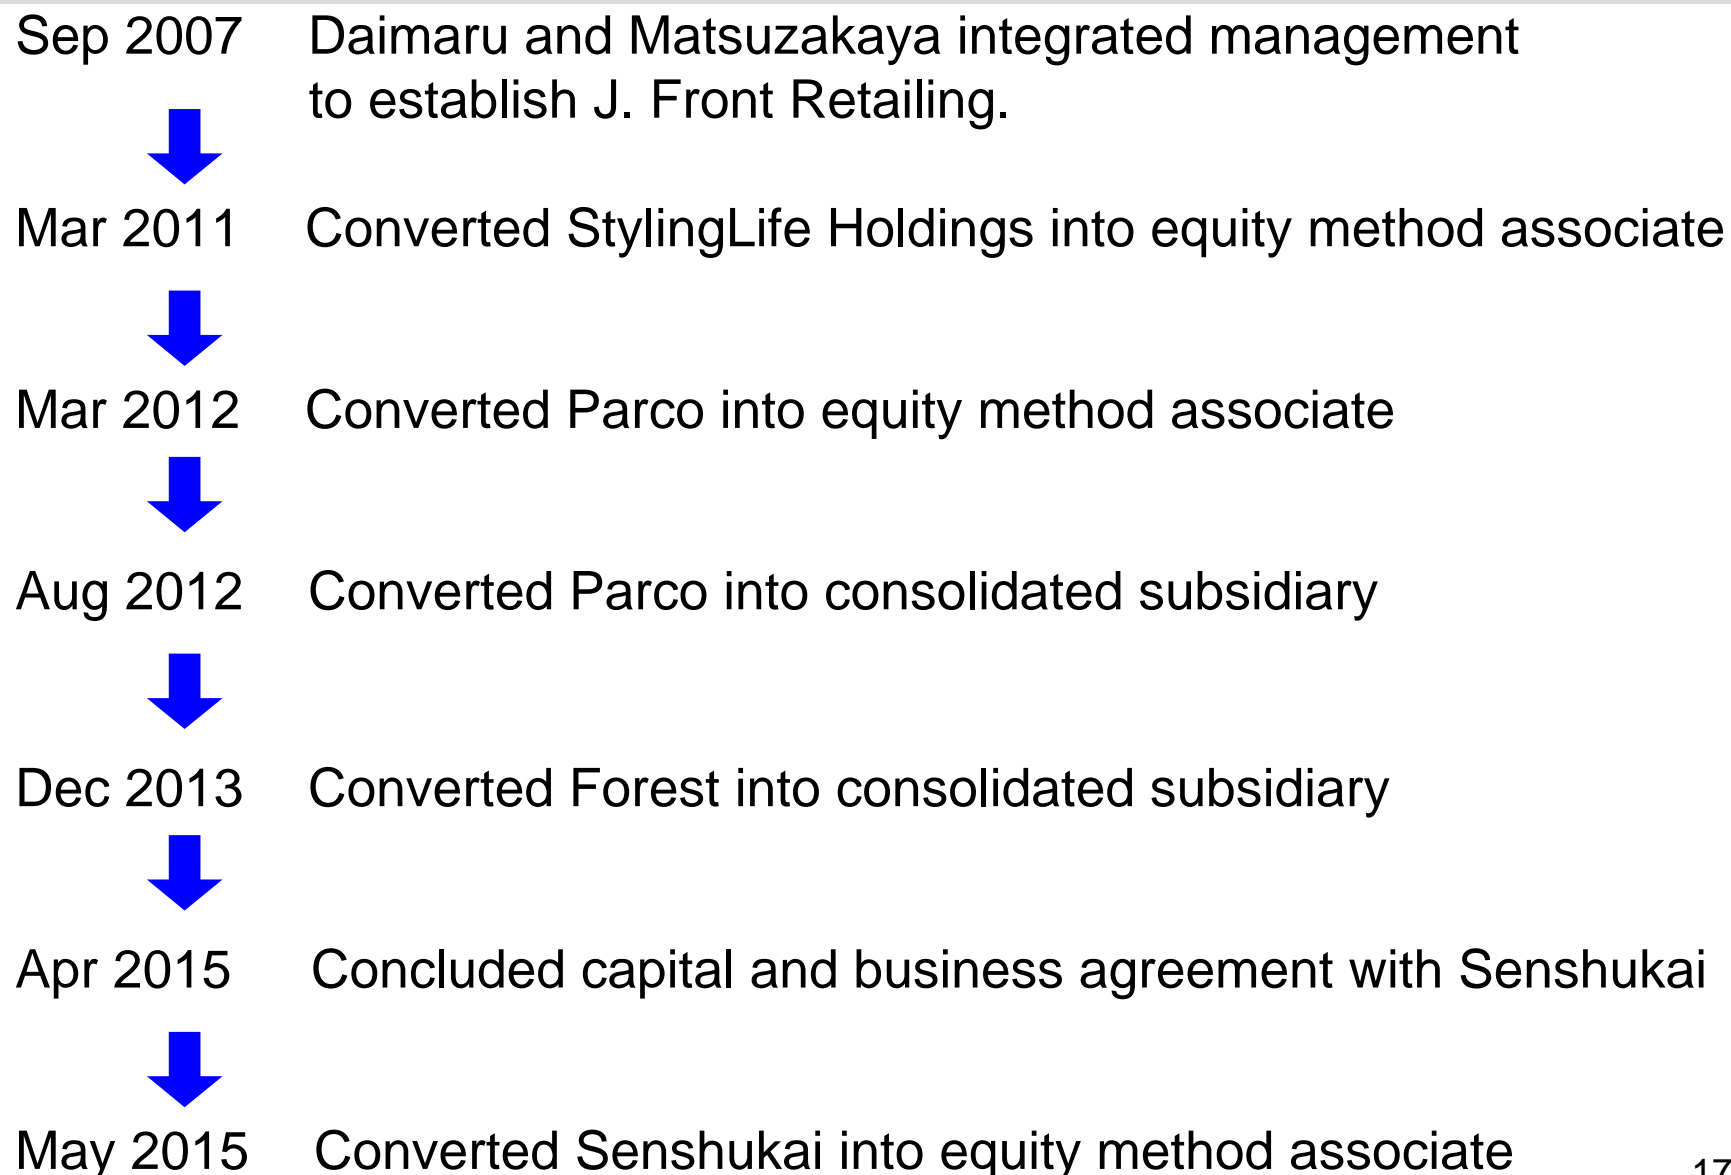 Sep 2007 Daimaru and Matsuzakaya integrated management
to establish J. Front Retailing.
Mar 2011 Converted StylingLife Holdings into equity method associate
Mar 2012 Converted Parco into equity method associate
Aug 2012 Converted Parco into consolidated subsidiary
Dec 2013 Converted Forest into consolidated subsidiary
Apr 2015 Concluded capital and business agreement with Senshukai
May 2015 Converted Senshukai into equity method associate
17